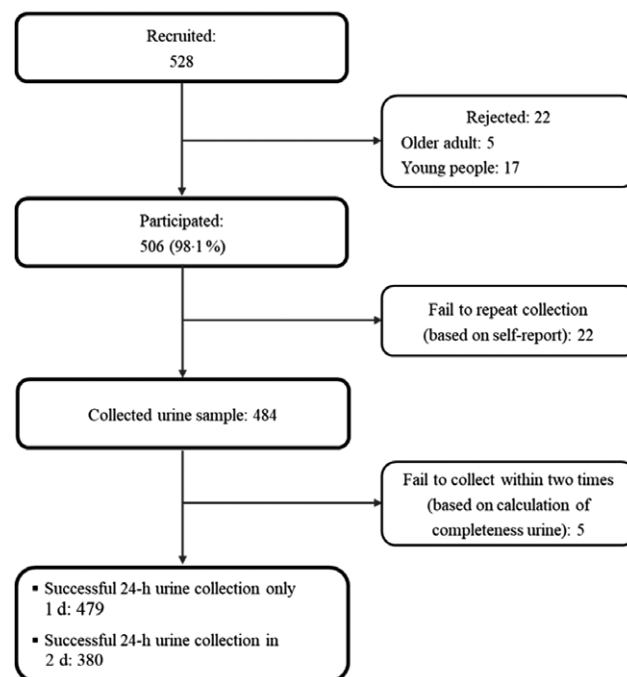 Recruited:
528
Rejected: 22
Older adult: 5
Young people: 17
Participated:
506 (98·1 %)
Fail to repeat collection
(based on self-report): 22
Collected urine sample: 484
Fail to collect within two times
(based on calculation of
completeness urine): 5
▪ Successful 24-h urine collection only
1 d: 479
▪ Successful 24-h urine collection in
2 d: 380